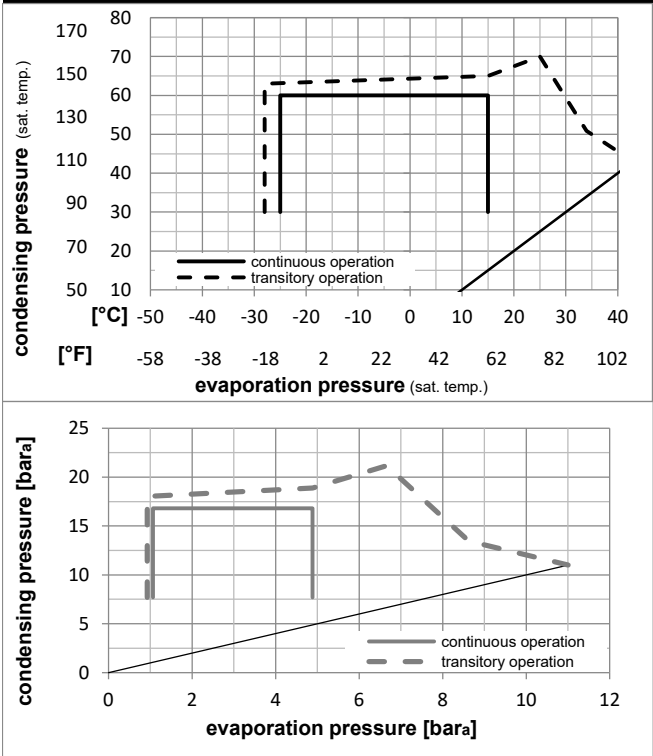 condensing pressure (sat. temp.)
170 80
70
150 60
130 50
110 40
90 30
70 20
50 10
continuous operation
transitory operation
[°C] -50 -40 -30 -20 -10 0 10 20 30 40
[°F] -58 -38 -18 2 22 42 62 82 102
evaporation pressure (sat. temp.)
condensing pressure [bara]
25
20
15
10
5
0
continuous operation
transitory operation
0 2 4 6 8 10 12
evaporation pressure [bara]